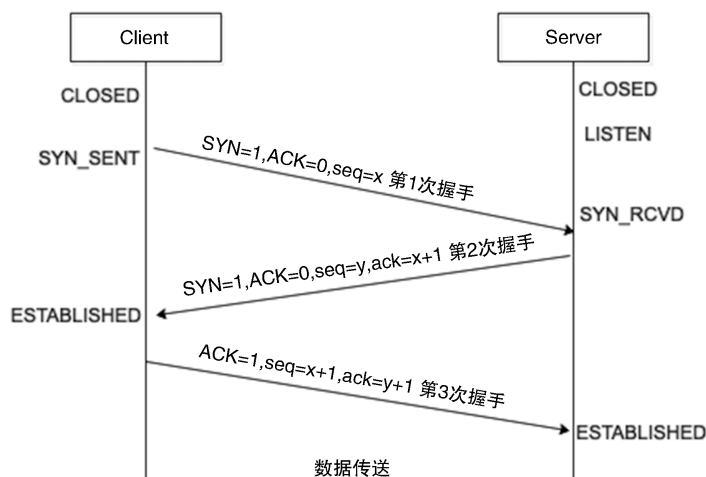 Client
Server
CLOSED
CLOSED
LISTEN
SYN_SENT
SYN=1,ACK=0,seq=x 第1次握手
SYN_RCVD
SYN=1,ACK=0,seq=y,ack=x+1 第2次握手
ESTABLISHED
ACK=1,seq=x+1,ack=y+1 第3次握手
ESTABLISHED
数据传送